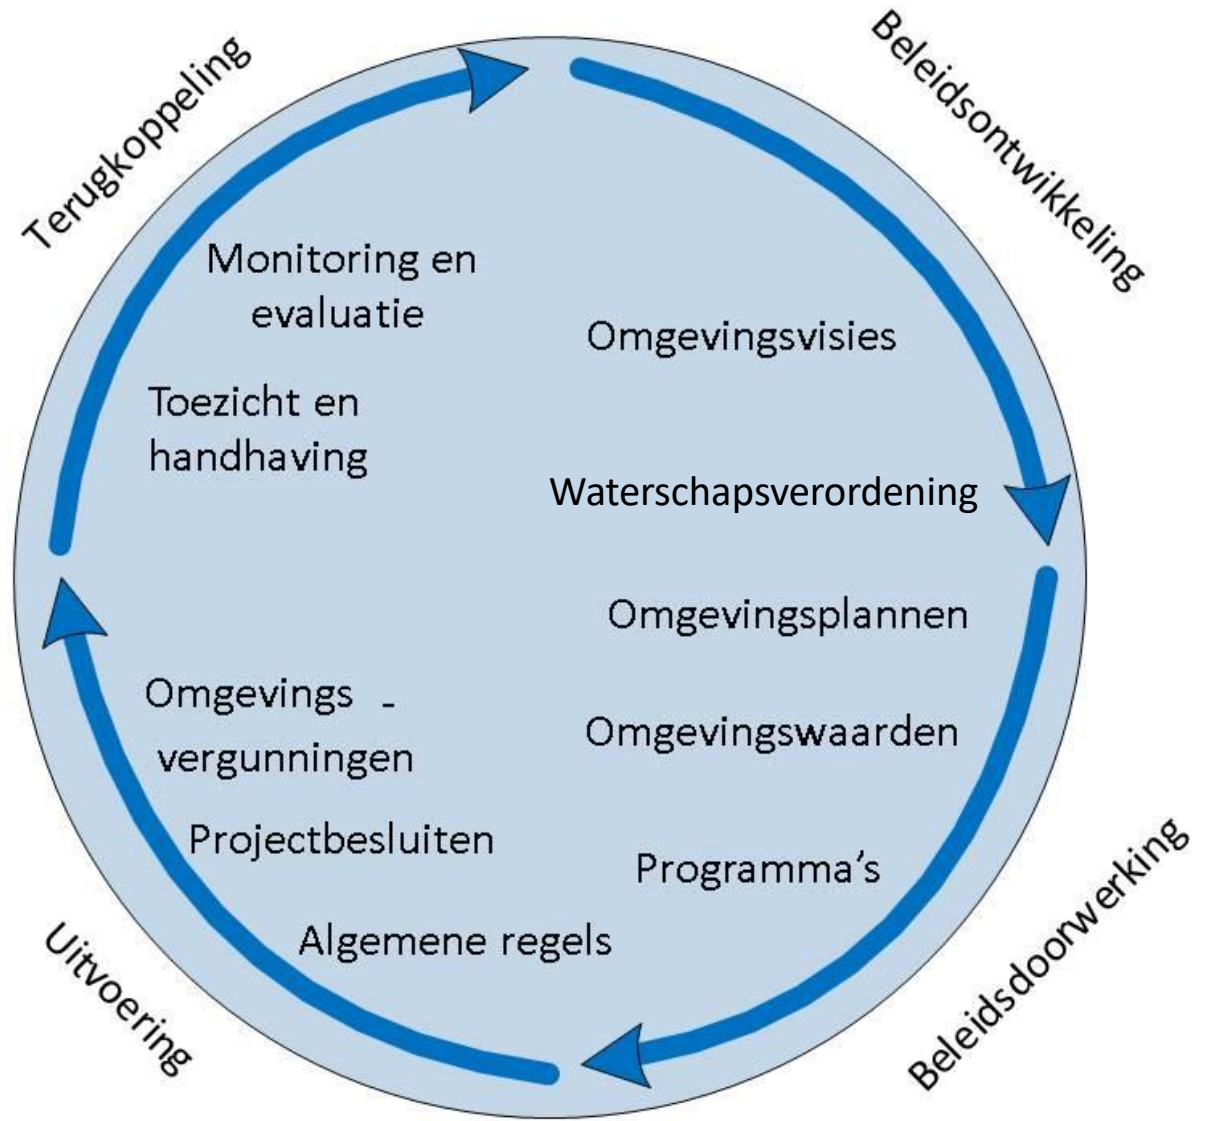 Terugkoppeling
Beleidsontwikkeling
Monitoring en
evaluatie
Omgevingsvisies
Toezicht en
handhaving
Waterschapsverordening
Omgevingsplannen
Omgevings -
vergunningen
Omgevingswaarden
Projectbesluiten
Programma’s
Algemene regels
Uitvoering
Beleidsdoorwerking